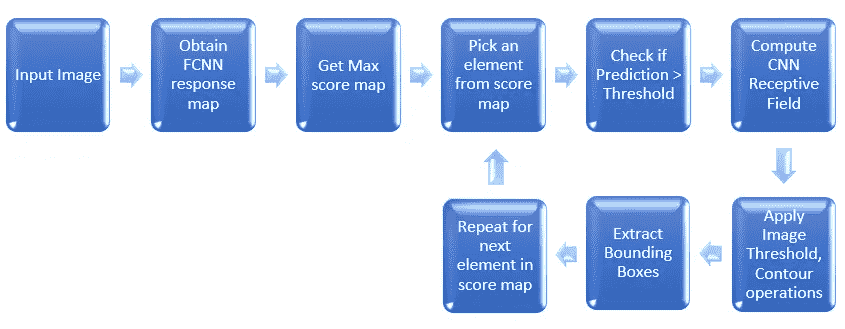 Input Image
Obtain
FCNN
response
map
Get Max
score map
Pick an
element
from score
map
Check if
Prediction >
Threshold
Compute
CNN
Receptive
Field
Apply
Image
Threshold,
Contour
operations
Extract
Bounding
Boxes
Repeat for
next
element in
score map